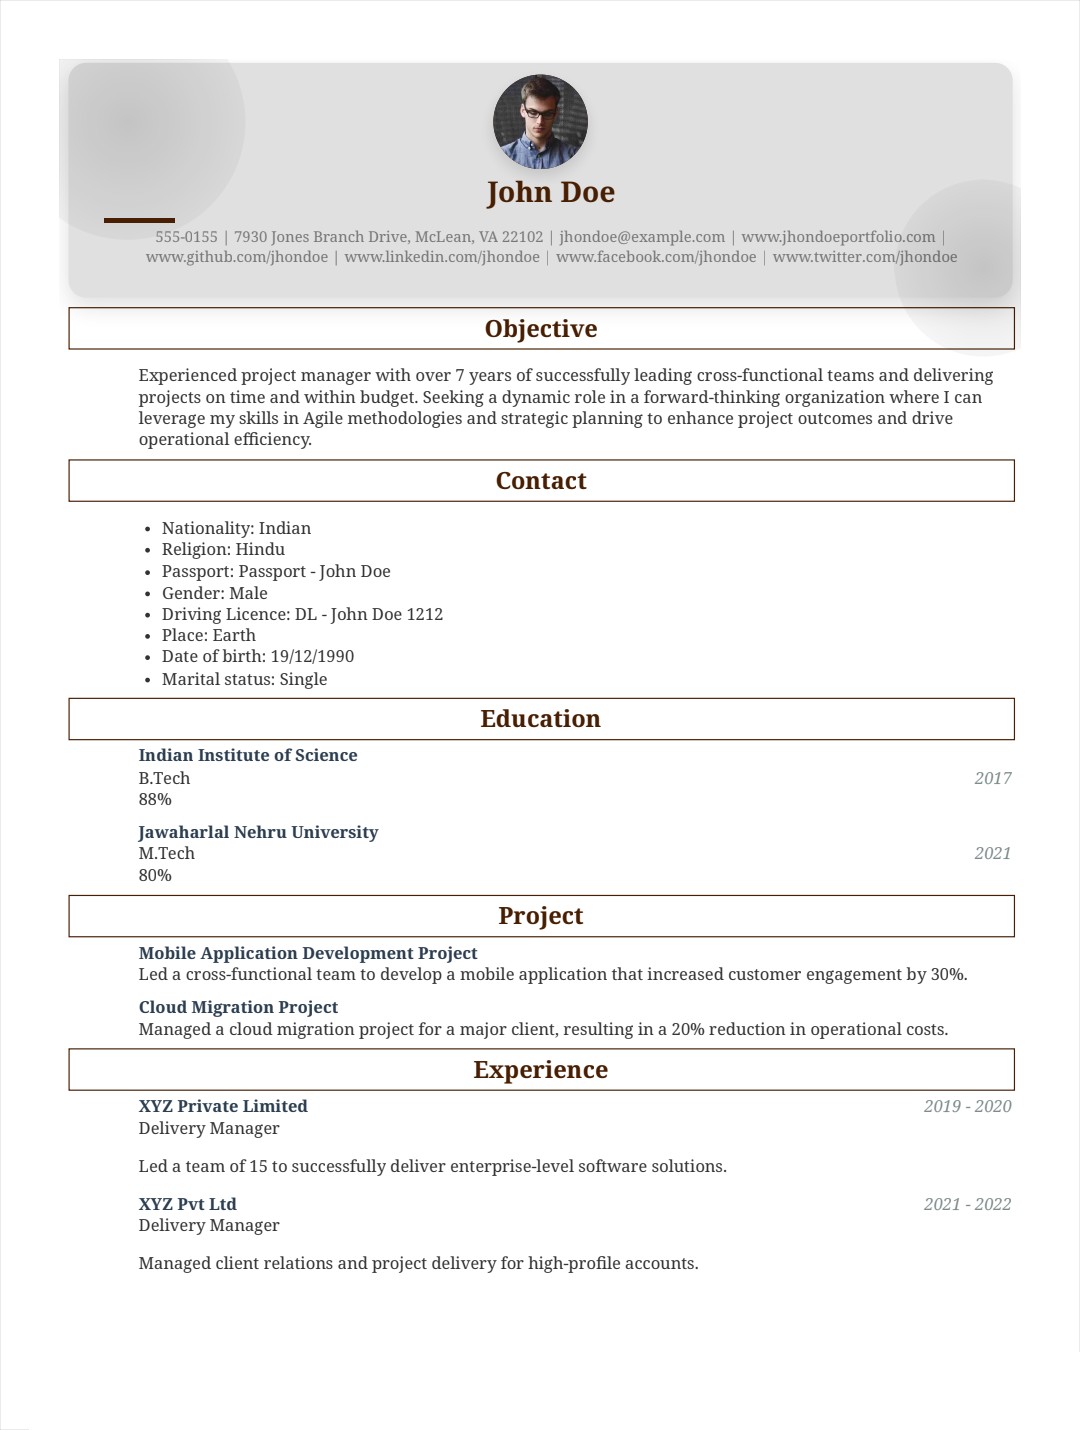 John Doe
555-0155 | 7930 Jones Branch Drive, McLean, VA 22102 | jhondoe@example.com | www.jhondoeportfolio.com |
www.github.com/jhondoe | www.linkedin.com/jhondoe | www.facebook.com/jhondoe | www.twitter.com/jhondoe
Objective
Experienced project manager with over 7 years of successfully leading cross-functional teams and delivering
projects on time and within budget. Seeking a dynamic role in a forward-thinking organization where I can
leverage my skills in Agile methodologies and strategic planning to enhance project outcomes and drive
operational efficiency.
Contact
• Nationality: Indian
• Religion: Hindu
• Passport: Passport - John Doe
• Gender: Male
• Driving Licence: DL - John Doe 1212
• Place: Earth
• Date of birth: 19/12/1990
• Marital status: Single
Education
Indian Institute of Science
B.Tech 2017
88%
Jawaharlal Nehru University
M.Tech 2021
80%
Project
Mobile Application Development Project
Led a cross-functional team to develop a mobile application that increased customer engagement by 30%.
Cloud Migration Project
Managed a cloud migration project for a major client, resulting in a 20% reduction in operational costs.
Experience
XYZ Private Limited 2019 - 2020
Delivery Manager
Led a team of 15 to successfully deliver enterprise-level software solutions.
XYZ Pvt Ltd 2021 - 2022
Delivery Manager
Managed client relations and project delivery for high-profile accounts.